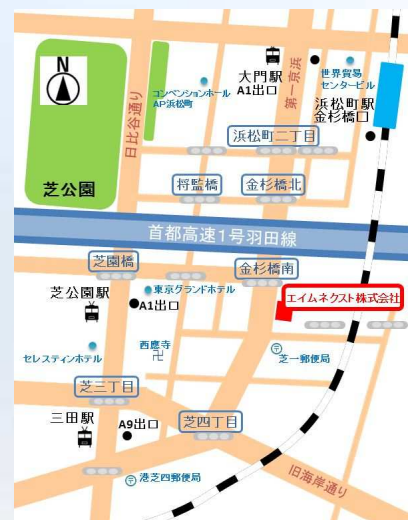 N
芝公園
日比谷通り
コンベンションホール
AP浜松町
大門駅
A1出口
第一京浜
世界貿易
センタービル
浜松町駅
金杉橋口
浜松町二丁目
将監橋
金杉橋北
首都高速1号羽田線
芝園橋
金杉橋南
芝公園駅
A1出口
東京グランドホテル
エイムネクスト株式会社
セレスティンホテル
西應寺
卍
〒
芝一郵便局
芝三丁目
三田駅
A9出口
芝四丁目
〒港芝四郵便局
旧海岸通り